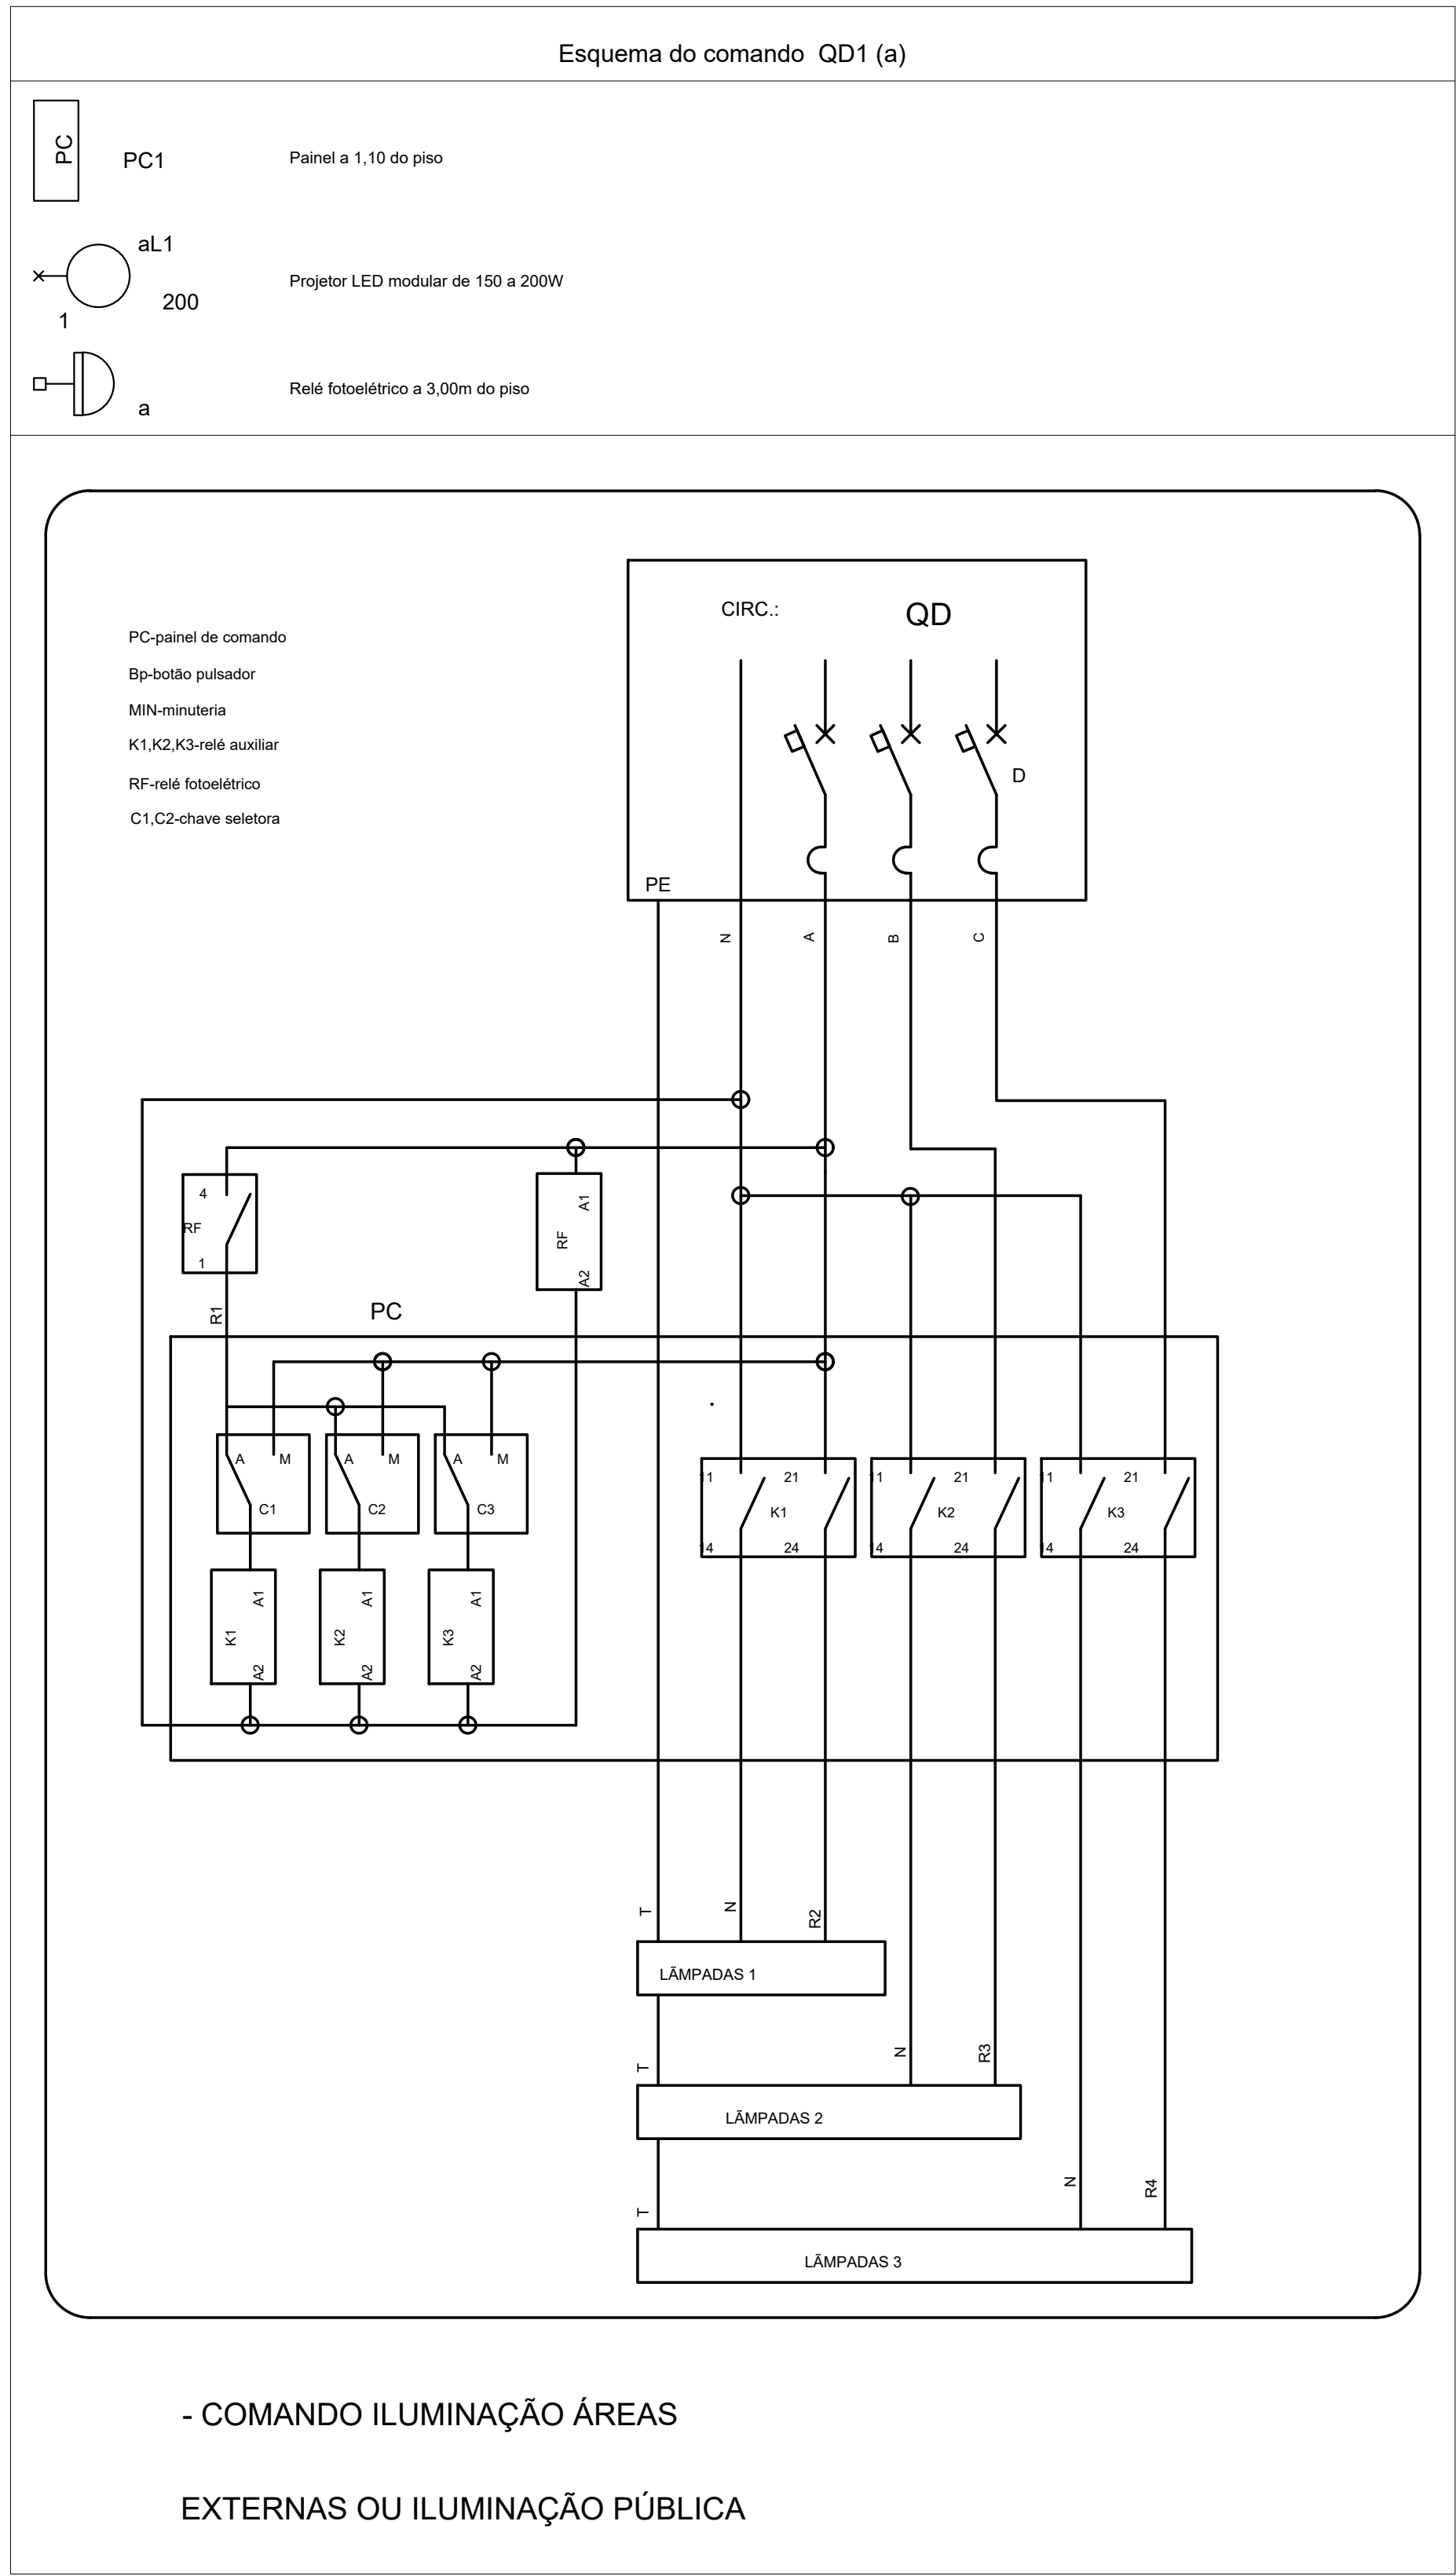 Esquema do comando QD1 (a)
PC
PC1
Painel a 1,10 do piso
aL1
200
1
Projetor LED modular de 150 a 200W
a
Relé fotoelétrico a 3,00m do piso
CIRC.:
QD
PC-painel de comando
Bp-botão pulsador
MIN-minuteria
K1,K2,K3-relé auxiliar
RF-relé fotoelétrico
C1,C2-chave seletora
D
PE
N
A
B
C
4
RF
1
A1
RF
A2
R1
PC
A
M
C1
A
M
C2
A
M
C3
11
21
K1
14
24
11
21
K2
14
24
11
21
K3
14
24
A1
K1
A2
A1
K2
A2
A1
K3
A2
T
N
R2
LÃMPADAS 1
T
N
R3
LÃMPADAS 2
T
N
R4
LÃMPADAS 3
- COMANDO ILUMINAÇÃO ÁREAS
EXTERNAS OU ILUMINAÇÃO PÚBLICA